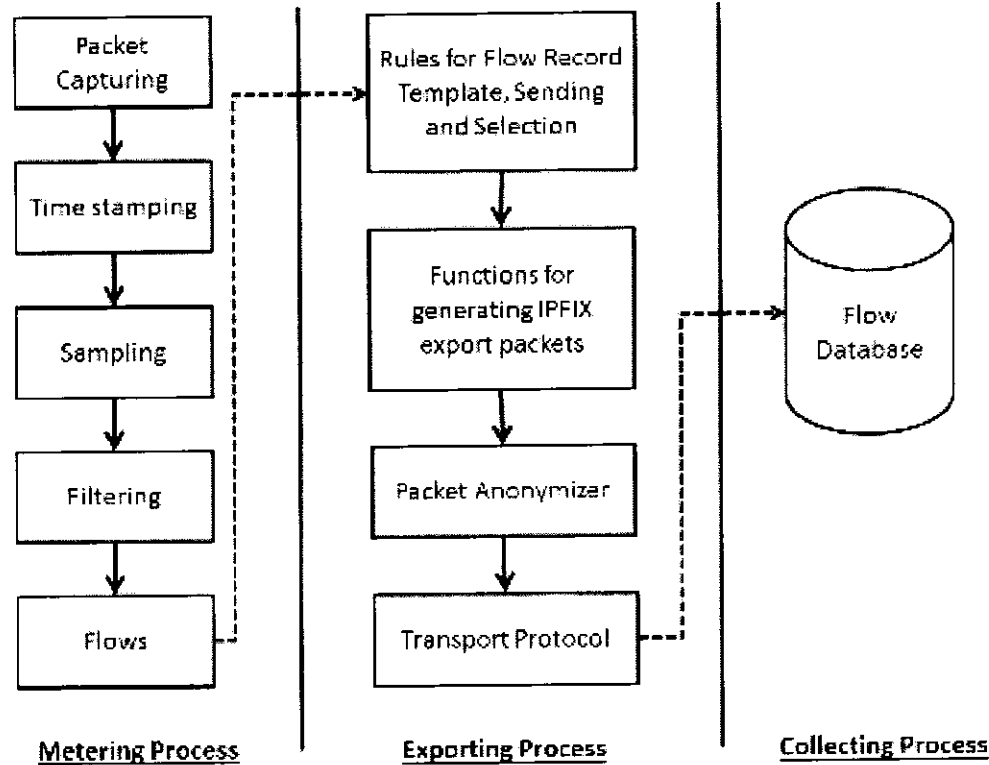 Packet
Capturing
Time stamping
Sampling
Filtering
Flows
Metering Process
Rules for Flow Record
Template, Sending
and Selection
Functions for
generating IPFIX
export packets
Packet Anonymizer
Transport Protocol
Exporting Process
Flow
Database
Collecting Process